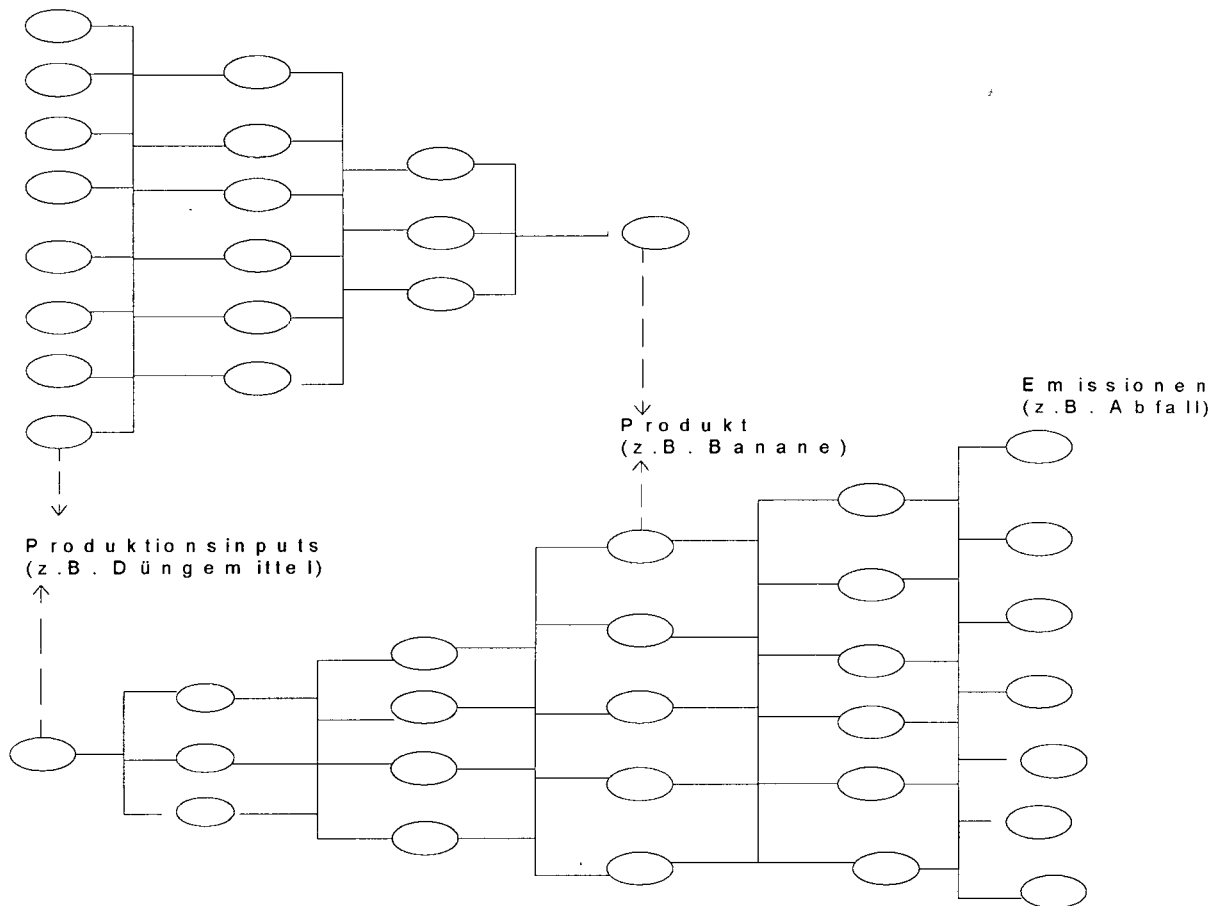 Emissionen
(z.B. Abfall)
Produkt
(z.B. Banane)
Produktionsinputs
(z.B. Düngemittel)